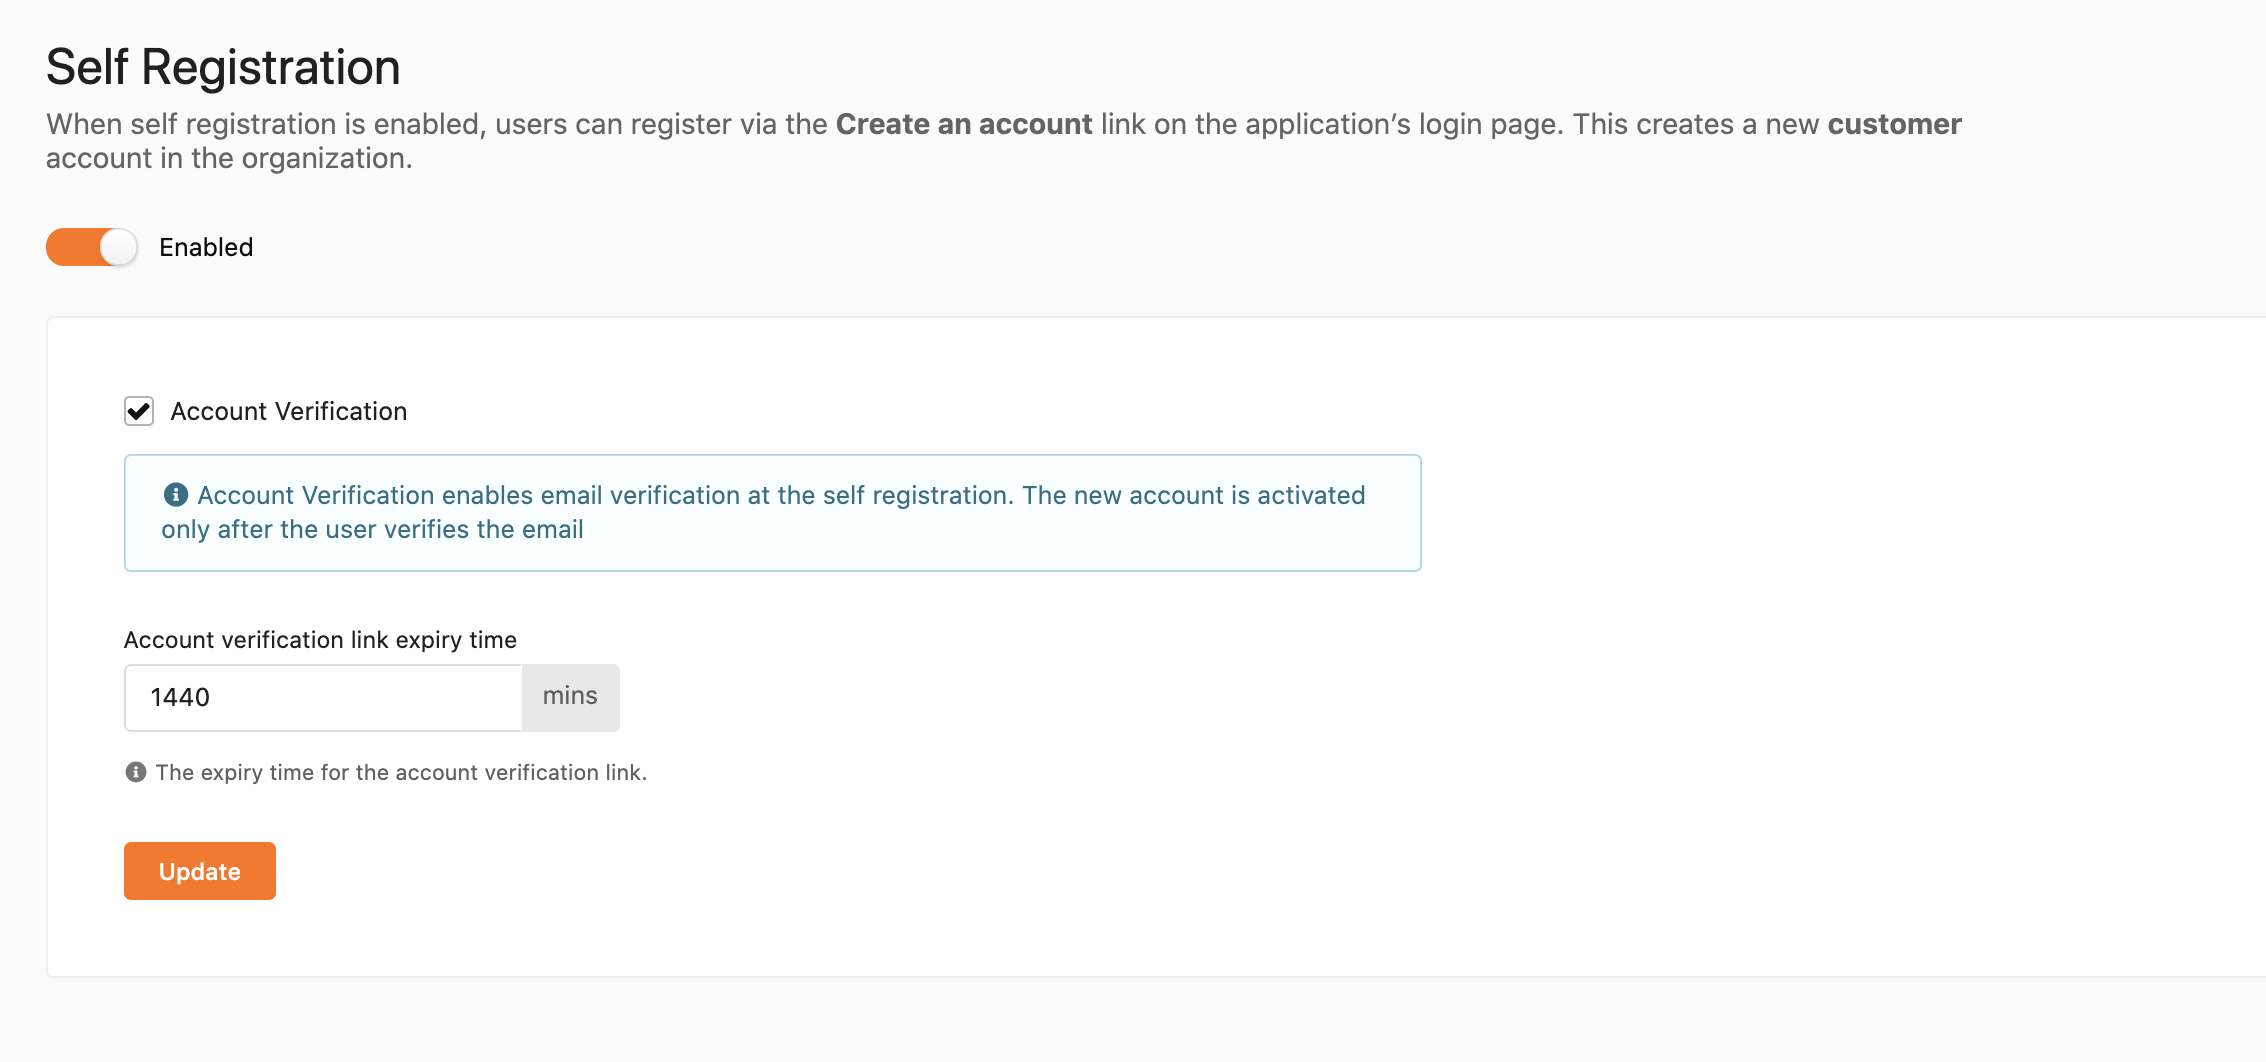 Self Registration
When self registration is enabled, users can register via the Create an account link on the application’s login page. This creates a new customer
account in the organization.
Enabled
Account Verification
Account Verification enables email verification at the self registration. The new account is activated
only after the user verifies the email
Account verification link expiry time
1440 mins
The expiry time for the account verification link.
Update